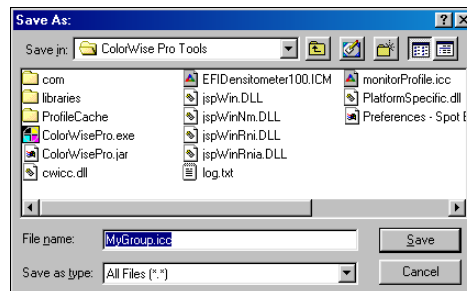 Save As:
Save in: ColorWise Pro Tools
com
libraries
ProfileCache
ColorWisePro.exe
ColorWisePro.jar
cwicc.dll
EFIDensitometer100.ICM
jspWin.DLL
jspWinNm.DLL
jspWinRni.DLL
jspWinRnia.DLL
log.txt
monitorProfile.icc
PlatformSpecific.dll
Preferences - Spot
File name: MyGroup.icc Save
Save as type: All Files (*.*) Cancel